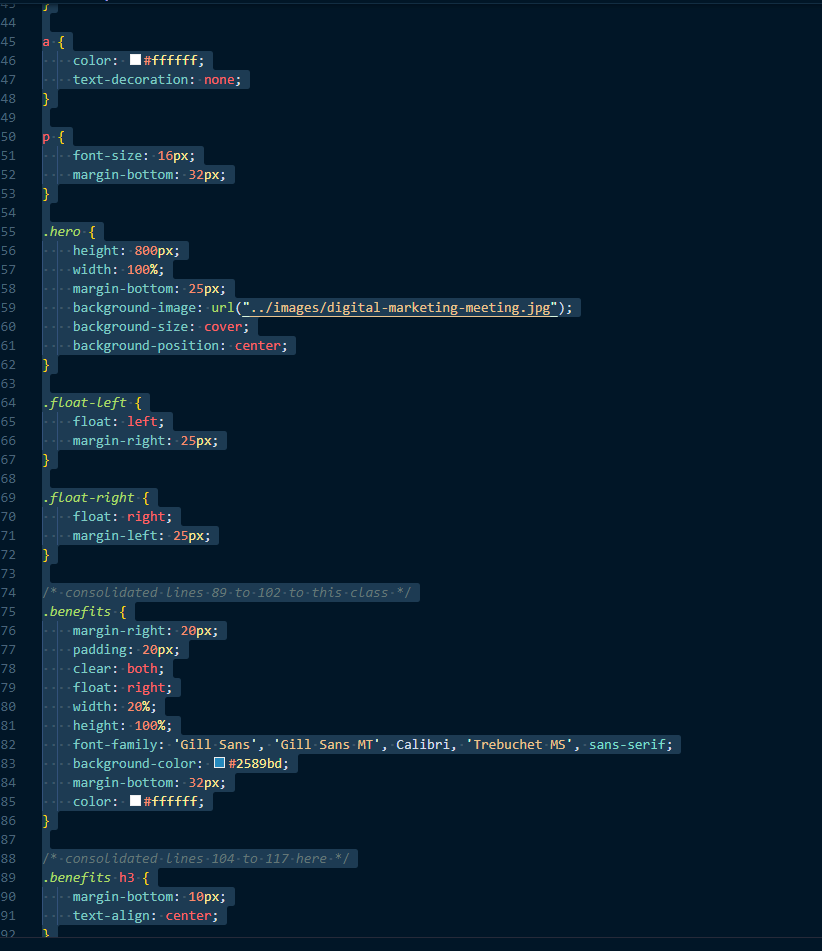 43 }
44
45 a {
46     color: #ffffff;
47     text-decoration: none;
48 }
49
50 p {
51     font-size: 16px;
52     margin-bottom: 32px;
53 }
54
55 .hero {
56     height: 800px;
57     width: 100%;
58     margin-bottom: 25px;
59     background-image: url("../images/digital-marketing-meeting.jpg");
60     background-size: cover;
61     background-position: center;
62 }
63
64 .float-left {
65     float: left;
66     margin-right: 25px;
67 }
68
69 .float-right {
70     float: right;
71     margin-left: 25px;
72 }
73
74 /* consolidated lines 89 to 102 to this class */
75 .benefits {
76     margin-right: 20px;
77     padding: 20px;
78     clear: both;
79     float: right;
80     width: 20%;
81     height: 100%;
82     font-family: 'Gill Sans', 'Gill Sans MT', Calibri, 'Trebuchet MS', sans-serif;
83     background-color: #2589bd;
84     margin-bottom: 32px;
85     color: #ffffff;
86 }
87
88 /* consolidated lines 104 to 117 here */
89 .benefits h3 {
90     margin-bottom: 10px;
91     text-align: center;
92 }